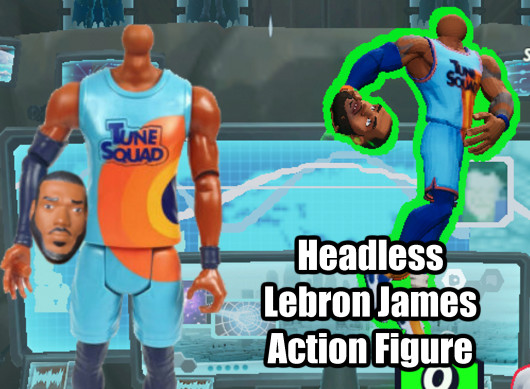 TUNE
SQUAD
TUNE
SQUAD
Headless
Lebron James
Action Figure